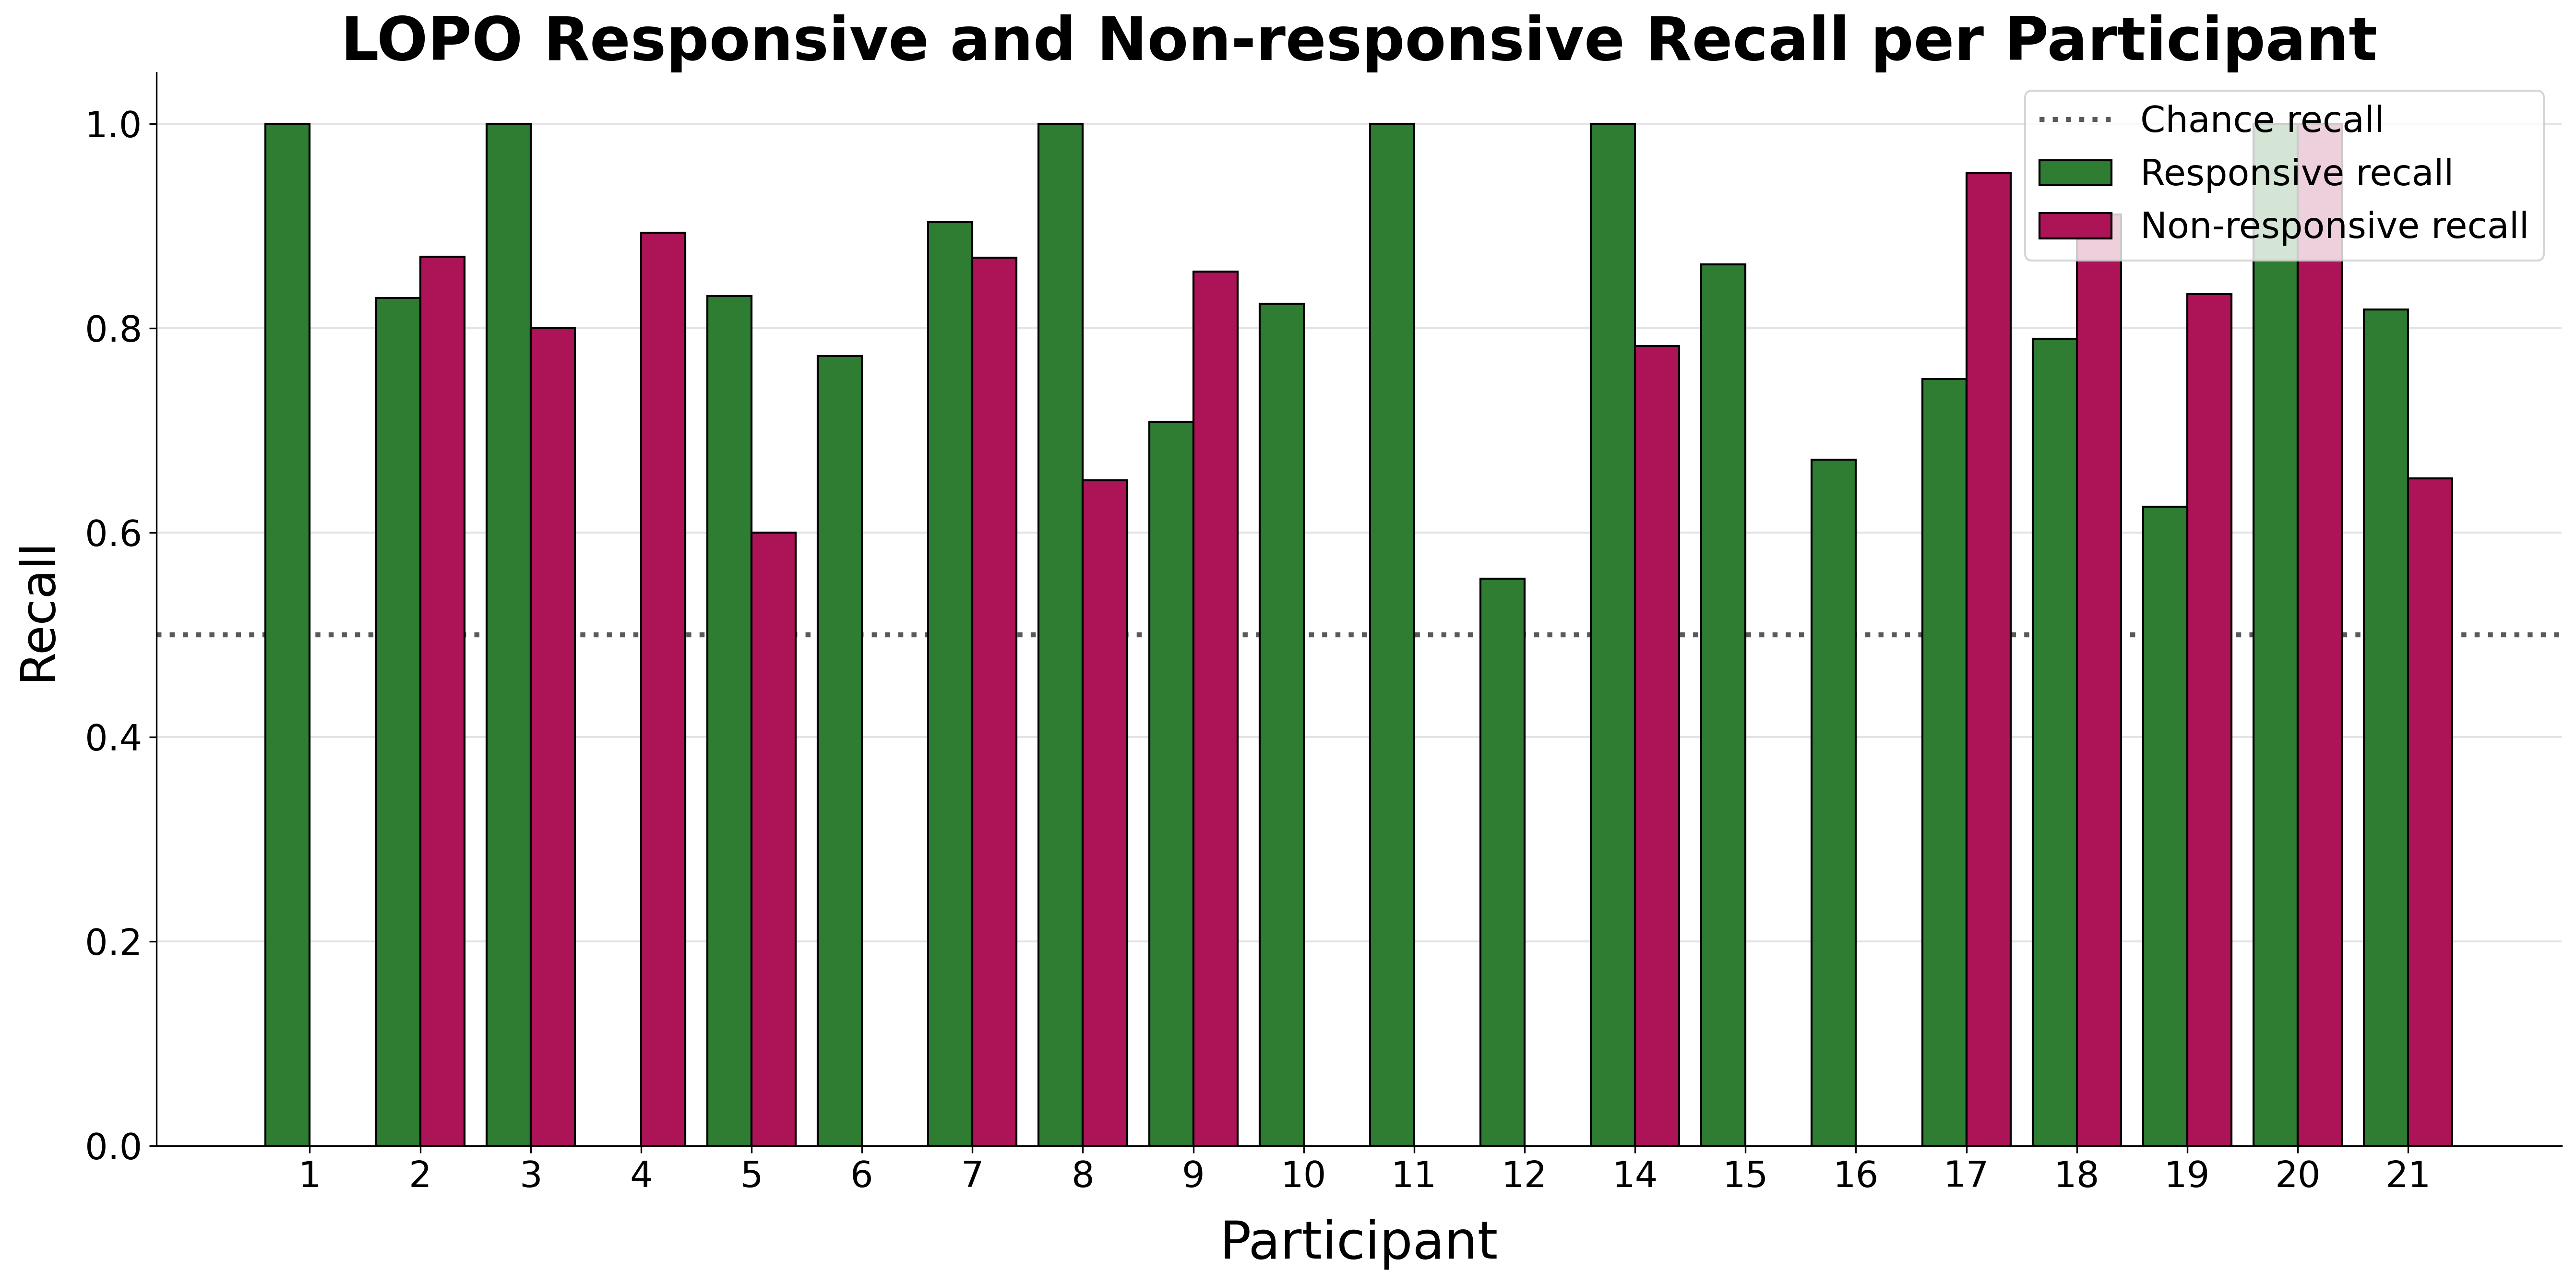 LOPO Responsive and Non-responsive Recall per Participant
Chance recall
Responsive recall
Non-responsive recall
Recall
1.0
0.8
0.6
0.4
0.2
0.0
1 2 3 4 5 6 7 8 9 10 11 12 14 15 16 17 18 19 20 21
Participant